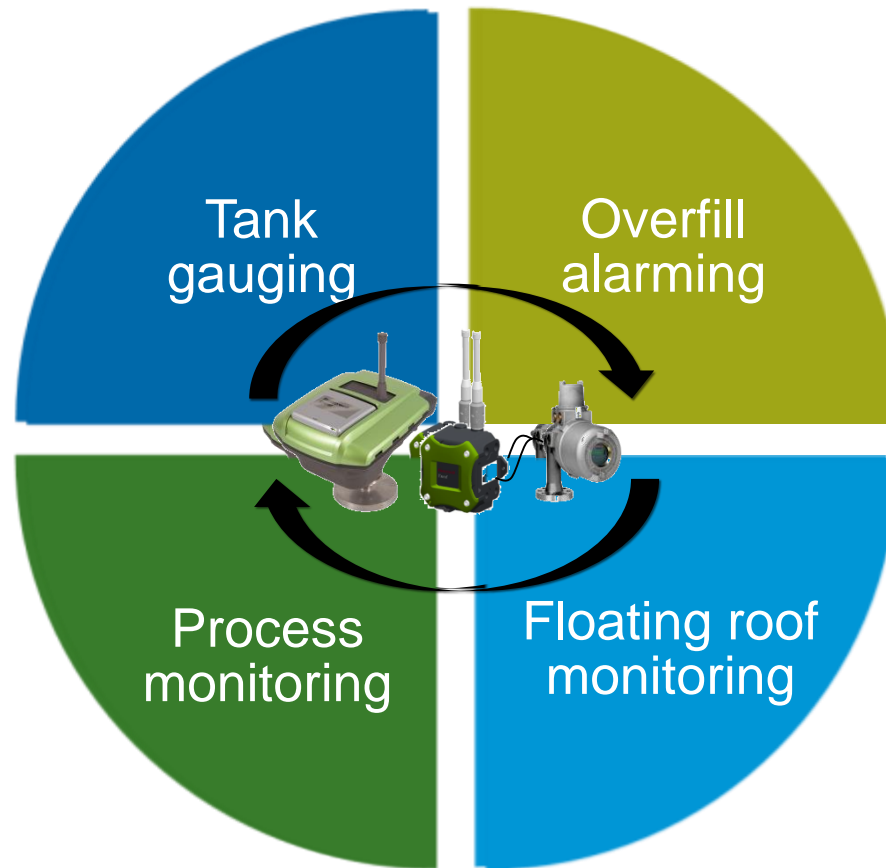 Tank
gauging
Overfill
alarming
Process
monitoring
Floating roof
monitoring